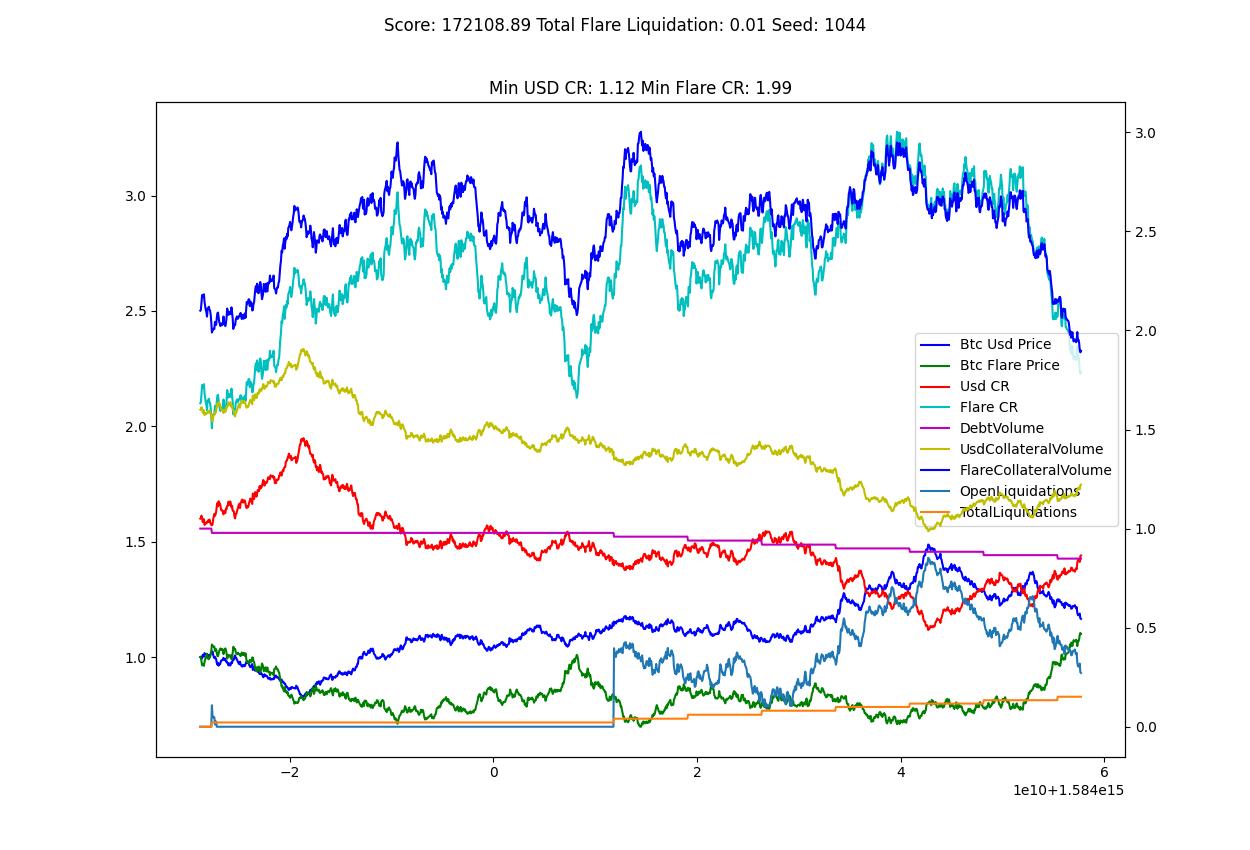 Score: 172108.89 Total Flare Liquidation: 0.01 Seed: 1044
Min USD CR: 1.12 Min Flare CR: 1.99
3.0
3.0
2.5
2.5
2.0
2.0
1.5
1.5
1.0
1.0
0.5
0.0
Btc Usd Price
Btc Flare Price
Usd CR
Flare CR
DebtVolume
UsdCollateralVolume
FlareCollateralVolume
OpenLiquidations
TotalLiquidations
−2 0 2 4 6
1e10+1.584e15